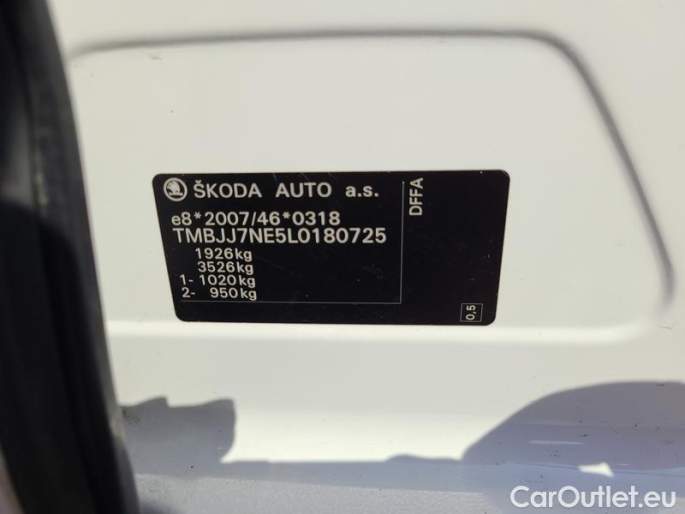 ŠKODA AUTO a.s.
e8*2007/46*0318
TMBJJ7NE5L0180725
1926kg
3526kg
1- 1020kg
2- 950kg
DFFA
0,5
CarOutlet.eu